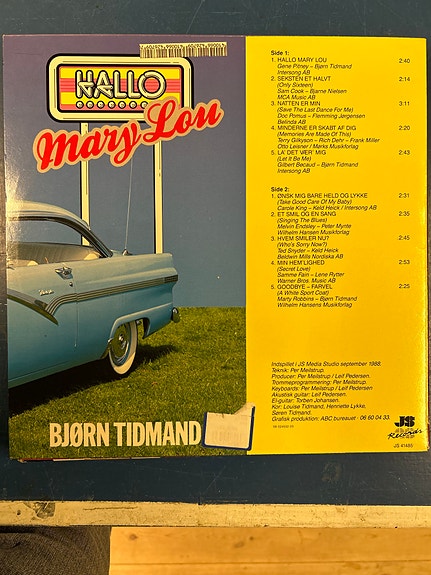 HALLO
Mary Lou
BJØRN TIDMAND
Side 1:
1. HALLO MARY LOU 2:40
Gene Pitney – Bjørn Tidmand
Intersong AB
2. SEKSTEN ET HALVT 2:14
(Only Sixteen)
Sam Cook – Bjarne Nielsen
MCA Music AB
3. NATTEN ER MIN 3:11
(Save The Last Dance For Me)
Doc Pomus – Flemming Jørgensen
Belinda AB
4. MINDERNE ER SKABT AF DIG 2:20
(Memories Are Made Of This)
Terry Gilkyson – Rich Dehr – Frank Miller
Otto Leisner / Mørks Musikforlag
5. LA' DET VÆR' MIG 2:43
(Let It Be Me)
Gilbert Becaud – Bjørn Tidmand
Intersong AB
Side 2:
1. ØNSK MIG BARE HELD OG LYKKE 2:31
(Take Good Care Of My Baby)
Carole King – Keld Heick / Intersong AB
2. ET SMIL OG EN SANG 2:35
(Singing The Blues)
Melvin Endsley – Peter Mynte
Wilhelm Hansen Musikforlag
3. HVEM SMILER NU? 2:45
(Who's Sorry Now?)
Ted Snyder – Keld Heick
Beldwin Mills Nordiska AB
4. MIN HEM'LIGHED 2:53
(Secret Love)
Samme Fain – Lene Rytter
Warner Bros. Music AB
5. GOODBYE – FARVEL 2:25
(A White Sport Coat)
Marty Robbins – Bjørn Tidmand
Wilhelm Hansens Musikforlag
Indspillet i JS Media Studio september 1988.
Teknik: Per Meilstrup.
Producer: Per Meilstrup / Leif Pedersen.
Trommeprogrammering: Per Meilstrup.
Keyboards: Per Meilstrup / Leif Pedersen.
Akustisk guitar: Leif Pedersen.
El-guitar: Torben Johansen.
Kor: Louise Tidmand, Henriette Lykke,
Søren Tidmand.
Grafisk produktion: ABC bureauet · 06 60 04 33.
JS
Records
JS 41485